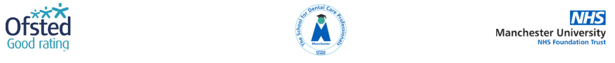 Ofsted
Good rating
The School for Dental Care Professionals
Manchester
NHS
Manchester University
NHS Foundation Trust